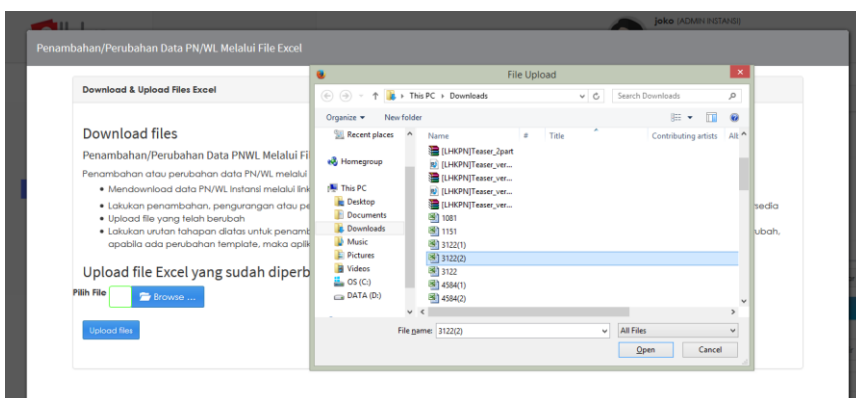 joko (ADMIN INSTANSI)
Penambahan/Perubahan Data PN/WL Melalui File Excel
Download & Upload Files Excel
Download files
Penambahan/Perubahan Data PNWL Melalui Fi
Penambahan atau perubahan data PN/WL melalui
Mendownload data PN/WL Instansi melalui link
Lakukan penambahan, pengurangan atau pe
sedia
Upload file yang telah berubah
Lakukan urutan tahapan diatas untuk penamb
ubah,
apabila ada perubahan template, maka aplik
Upload file Excel yang sudah diperb
Pilih File
Browse ...
Upload files
File Upload
This PC
Downloads
Search Downloads
Organize
New folder
Recent places
Homegroup
This PC
Desktop
Documents
Downloads
Music
Pictures
Videos
OS (C:)
DATA (D:)
Name
#
Title
Contributing artists
Alb
[LHKPN]Teaser_2part
[LHKPN]Teaser_ver...
[LHKPN]Teaser_ver...
[LHKPN]Teaser_ver...
[LHKPN]Teaser_ver...
1081
1151
3122(1)
3122(2)
3122
4584(1)
4584(2)
File name: 3122(2)
All Files
Open
Cancel